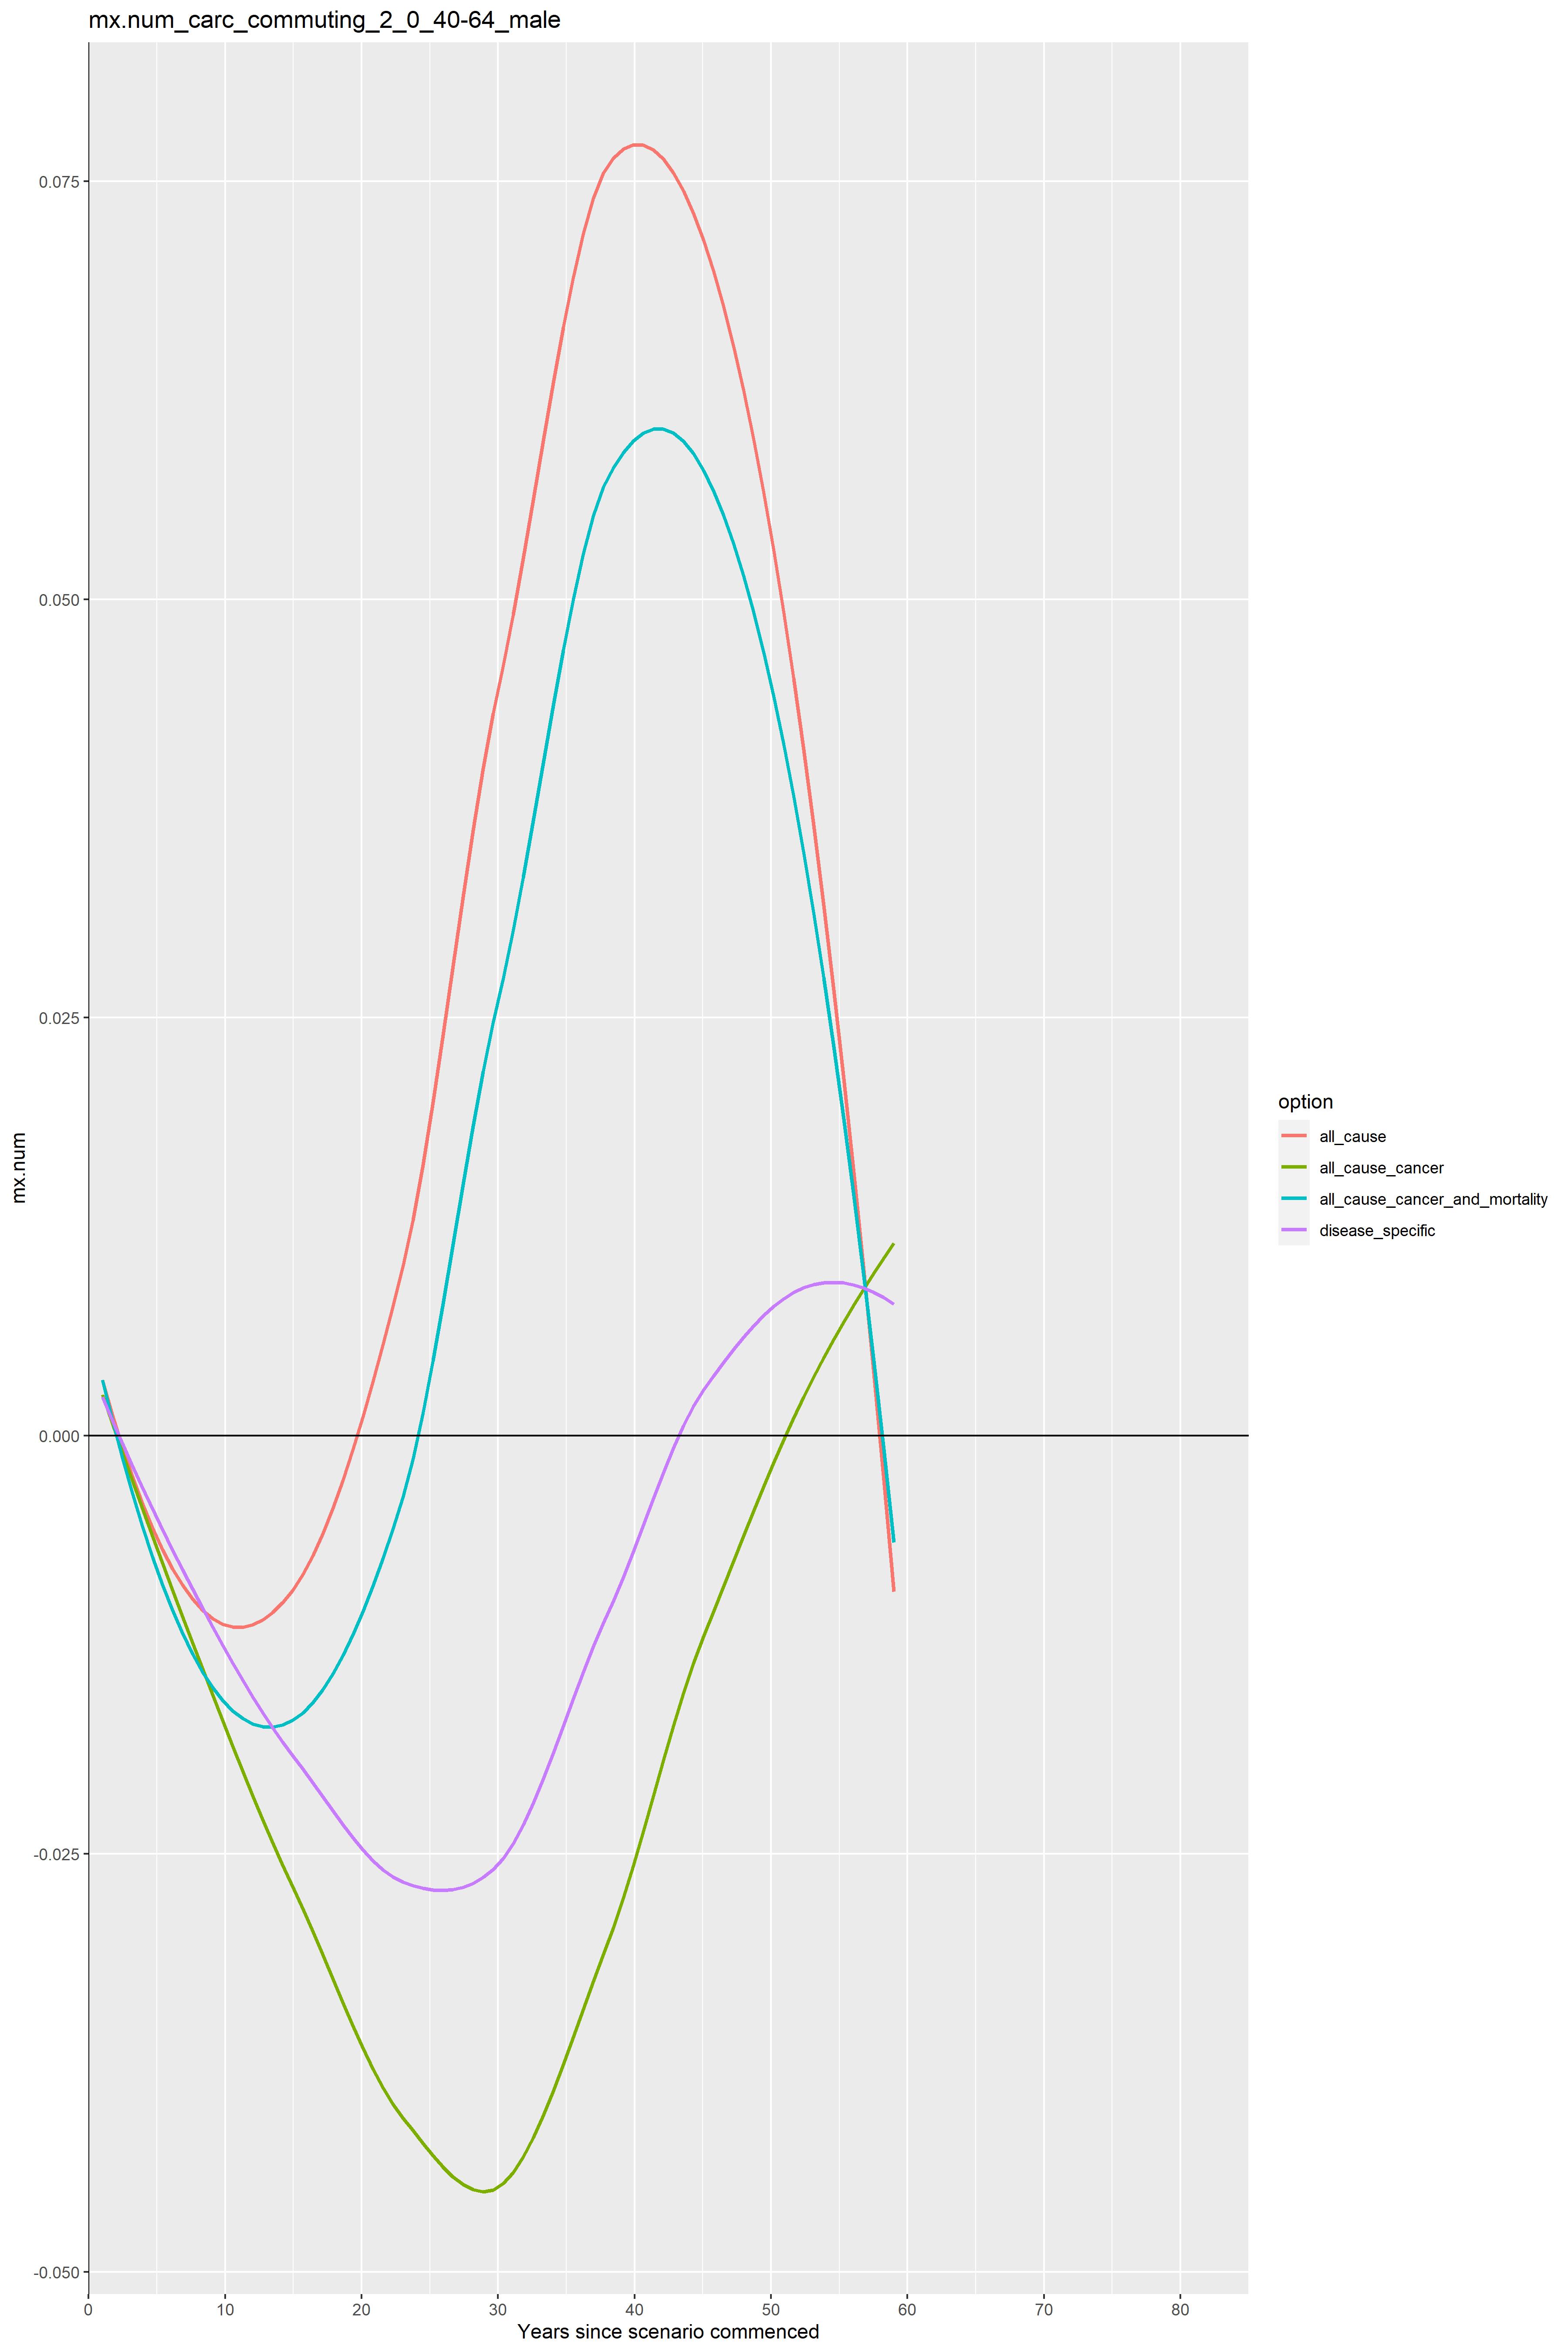 mx.num_carc_commuting_2_0_40-64_male
mx.num
0.075
0.050
0.025
0.000
-0.025
-0.050
0 10 20 30 40 50 60 70 80
Years since scenario commenced
option
all_cause
all_cause_cancer
all_cause_cancer_and_mortality
disease_specific